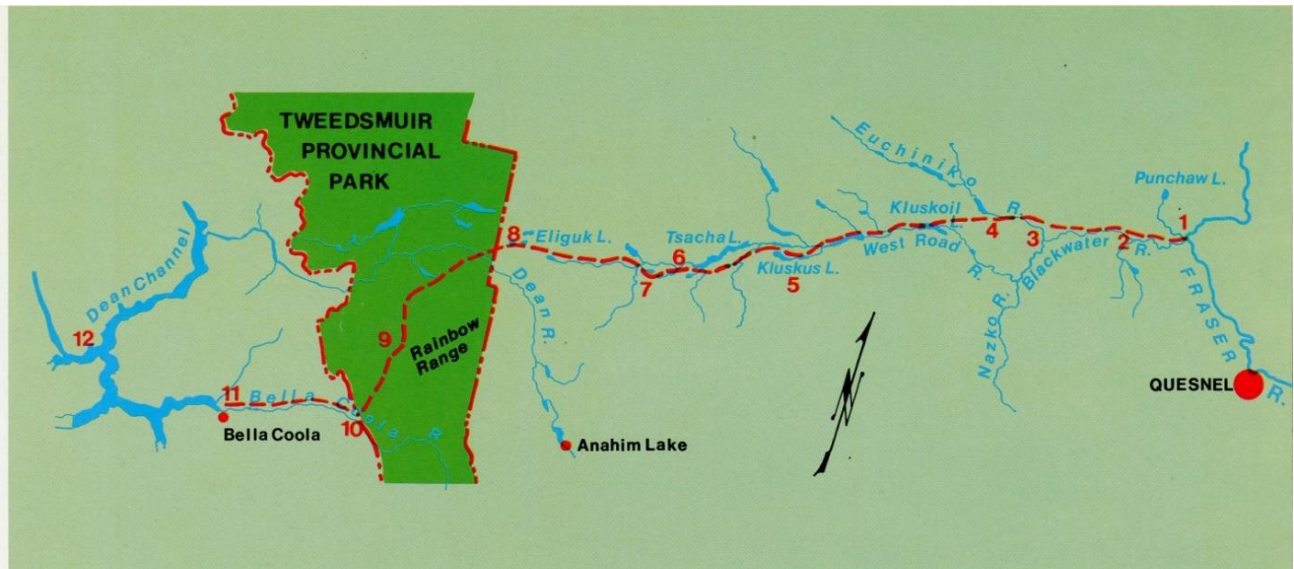 TWEEDSMUIR
PROVINCIAL
PARK
Euchiniko
R.
Punchaw L.
1
Kluskoil
L.
4
3
2
8
Eliguk L.
Tsacha L.
6
West Road
R.
Blackwater
R.
7
Kluskus L.
5
Dean Channel
Dean R.
FRASER
R.
12
9
Rainbow
Range
Nazko R.
QUESNEL
11
Bella Coola R.
10
Bella Coola
Anahim Lake
N